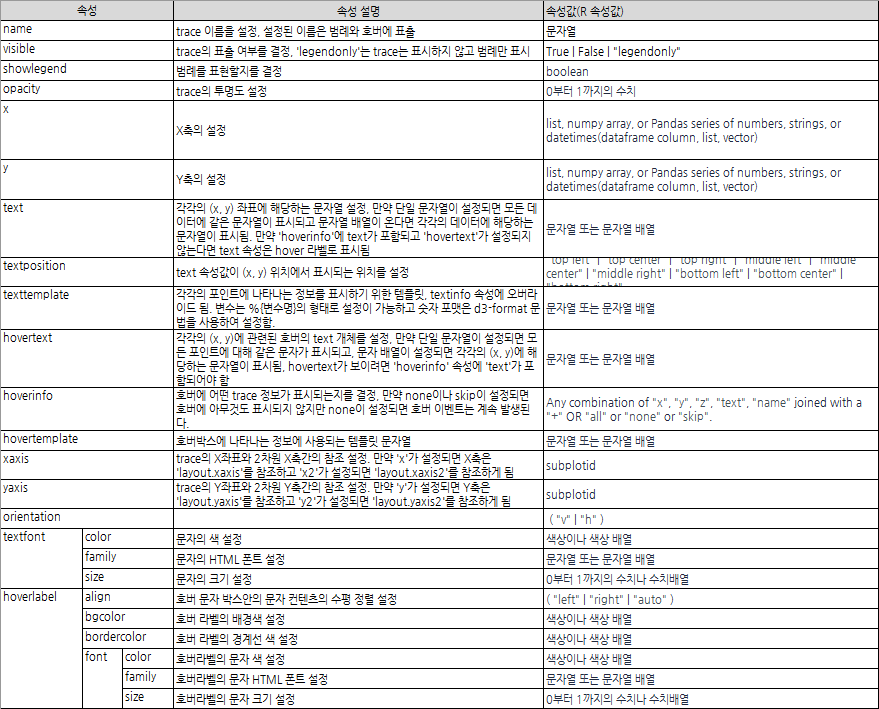 속성 속성 설명 속성값(R 속성값)
name trace 이름을 설정, 설정된 이름은 범례와 호버에 표출 문자열
visible trace의 표출 여부를 결정, 'legendonly'는 trace는 표시하지 않고 범례만 표시 True | False | "legendonly"
showlegend 범례를 표현할지를 결정 boolean
opacity trace의 투명도 설정 0부터 1까지의 수치
x
X축의 설정
list, numpy array, or Pandas series of numbers, strings, or
datetimes(dataframe column, list, vector)
y
Y축의 설정
list, numpy array, or Pandas series of numbers, strings, or
datetimes(dataframe column, list, vector)
text
각각의 (x, y) 좌표에 해당하는 문자열 설정, 만약 단일 문자열이 설정되면 모든 데
이터에 같은 문자열이 표시되고 문자열 배열이 온다면 각각의 데이터에 해당하는
문자열이 표시됨. 만약 'hoverinfo'에 text가 포함되고 'hovertext'가 설정되지
않는다면 text 속성은 hover 라벨로 표시됨
문자열 또는 문자열 배열
textposition
text 속성값이 (x, y) 위치에서 표시되는 위치를 설정
"top left" | "top center" | "top right" | "middle left" | "middle
center" | "middle right" | "bottom left" | "bottom center" |
"bottom right"
texttemplate
각각의 포인트에 나타나는 정보를 표시하기 위한 템플릿, textinfo 속성에 오버라
이드 됨. 변수는 %{변수명}의 형태로 설정이 가능하고 숫자 포맷은 d3-format 문
법을 사용하여 설정함.
문자열 또는 문자열 배열
hovertext
각각의 (x, y)에 관련된 호버의 text 개체를 설정, 만약 단일 문자열이 설정되면 모
든 포인트에 대해 같은 문자가 표시되고, 문자 배열이 설정되면 각각의 (x, y)에 해
당하는 문자열이 표시됨, hovertext가 보이려면 'hoverinfo' 속성에 'text'가 포
함되어야 함
문자열 또는 문자열 배열
hoverinfo
호버에 어떤 trace 정보가 표시되는지를 결정, 만약 none이나 skip이 설정되면
호버에 아무것도 표시되지 않지만 none이 설정되면 호버 이벤트는 계속 발생된
다.
Any combination of "x", "y", "z", "text", "name" joined with a
"+" OR "all" or "none" or "skip".
hovertemplate 호버박스에 나타나는 정보에 사용되는 템플릿 문자열 문자열 또는 문자열 배열
xaxis
trace의 X좌표와 2차원 X축간의 참조 설정. 만약 'x'가 설정되면 X축은
'layout.xaxis'를 참조하고 'x2'가 설정되면 'layout.xaxis2'를 참조하게 됨
subplotid
yaxis
trace의 Y좌표와 2차원 Y축간의 참조 설정. 만약 'y'가 설정되면 Y축은
'layout.yaxis'를 참조하고 'y2'가 설정되면 'layout.yaxis2'를 참조하게 됨
subplotid
orientation ( "v" | "h" )
textfont color 문자의 색 설정 색상이나 색상 배열
family 문자의 HTML 폰트 설정 문자열 또는 문자열 배열
size 문자의 크기 설정 0부터 1까지의 수치나 수치배열
hoverlabel align 호버 문자 박스안의 문자 컨텐츠의 수평 정렬 설정 ( "left" | "right" | "auto" )
bgcolor 호버 라벨의 배경색 설정 색상이나 색상 배열
bordercolor 호버 라벨의 경계선 색 설정 색상이나 색상 배열
font color 호버라벨의 문자 색 설정 색상이나 색상 배열
family 호버라벨의 문자 HTML 폰트 설정 문자열 또는 문자열 배열
size 호버라벨의 문자 크기 설정 0부터 1까지의 수치나 수치배열